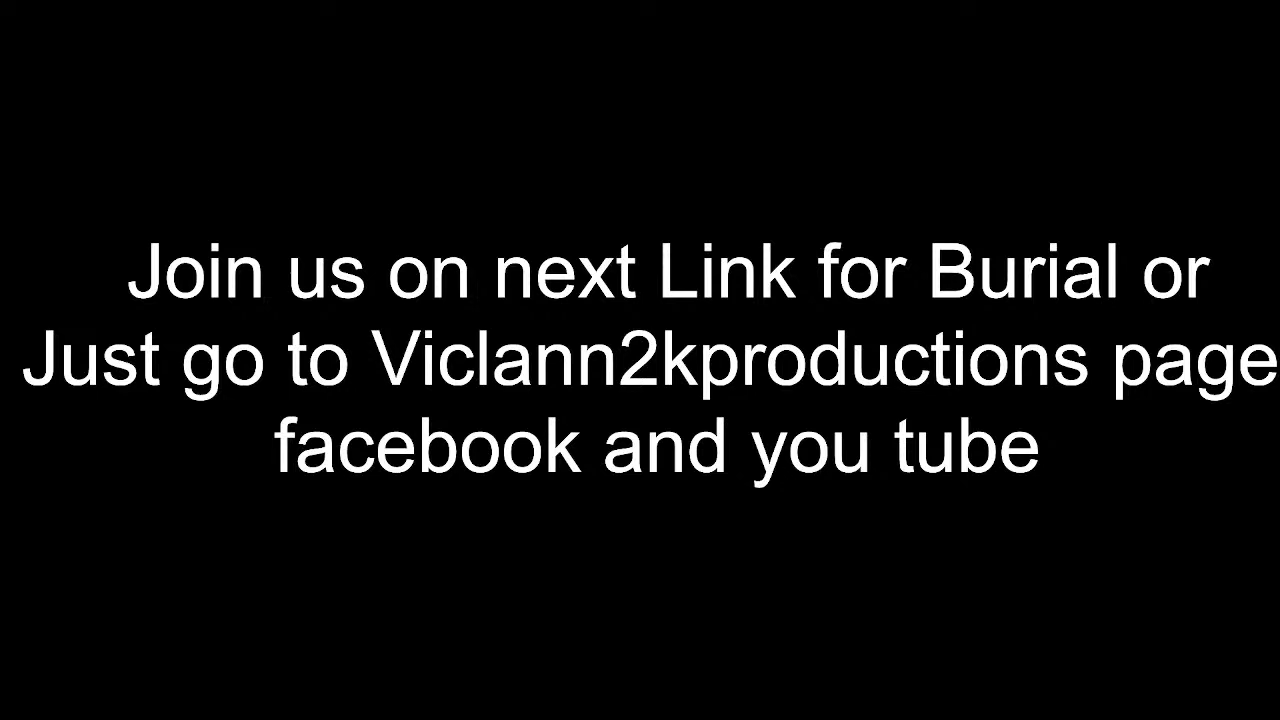 Join us on next Link for Burial or
Just go to Viclann2kproductions page
facebook and you tube